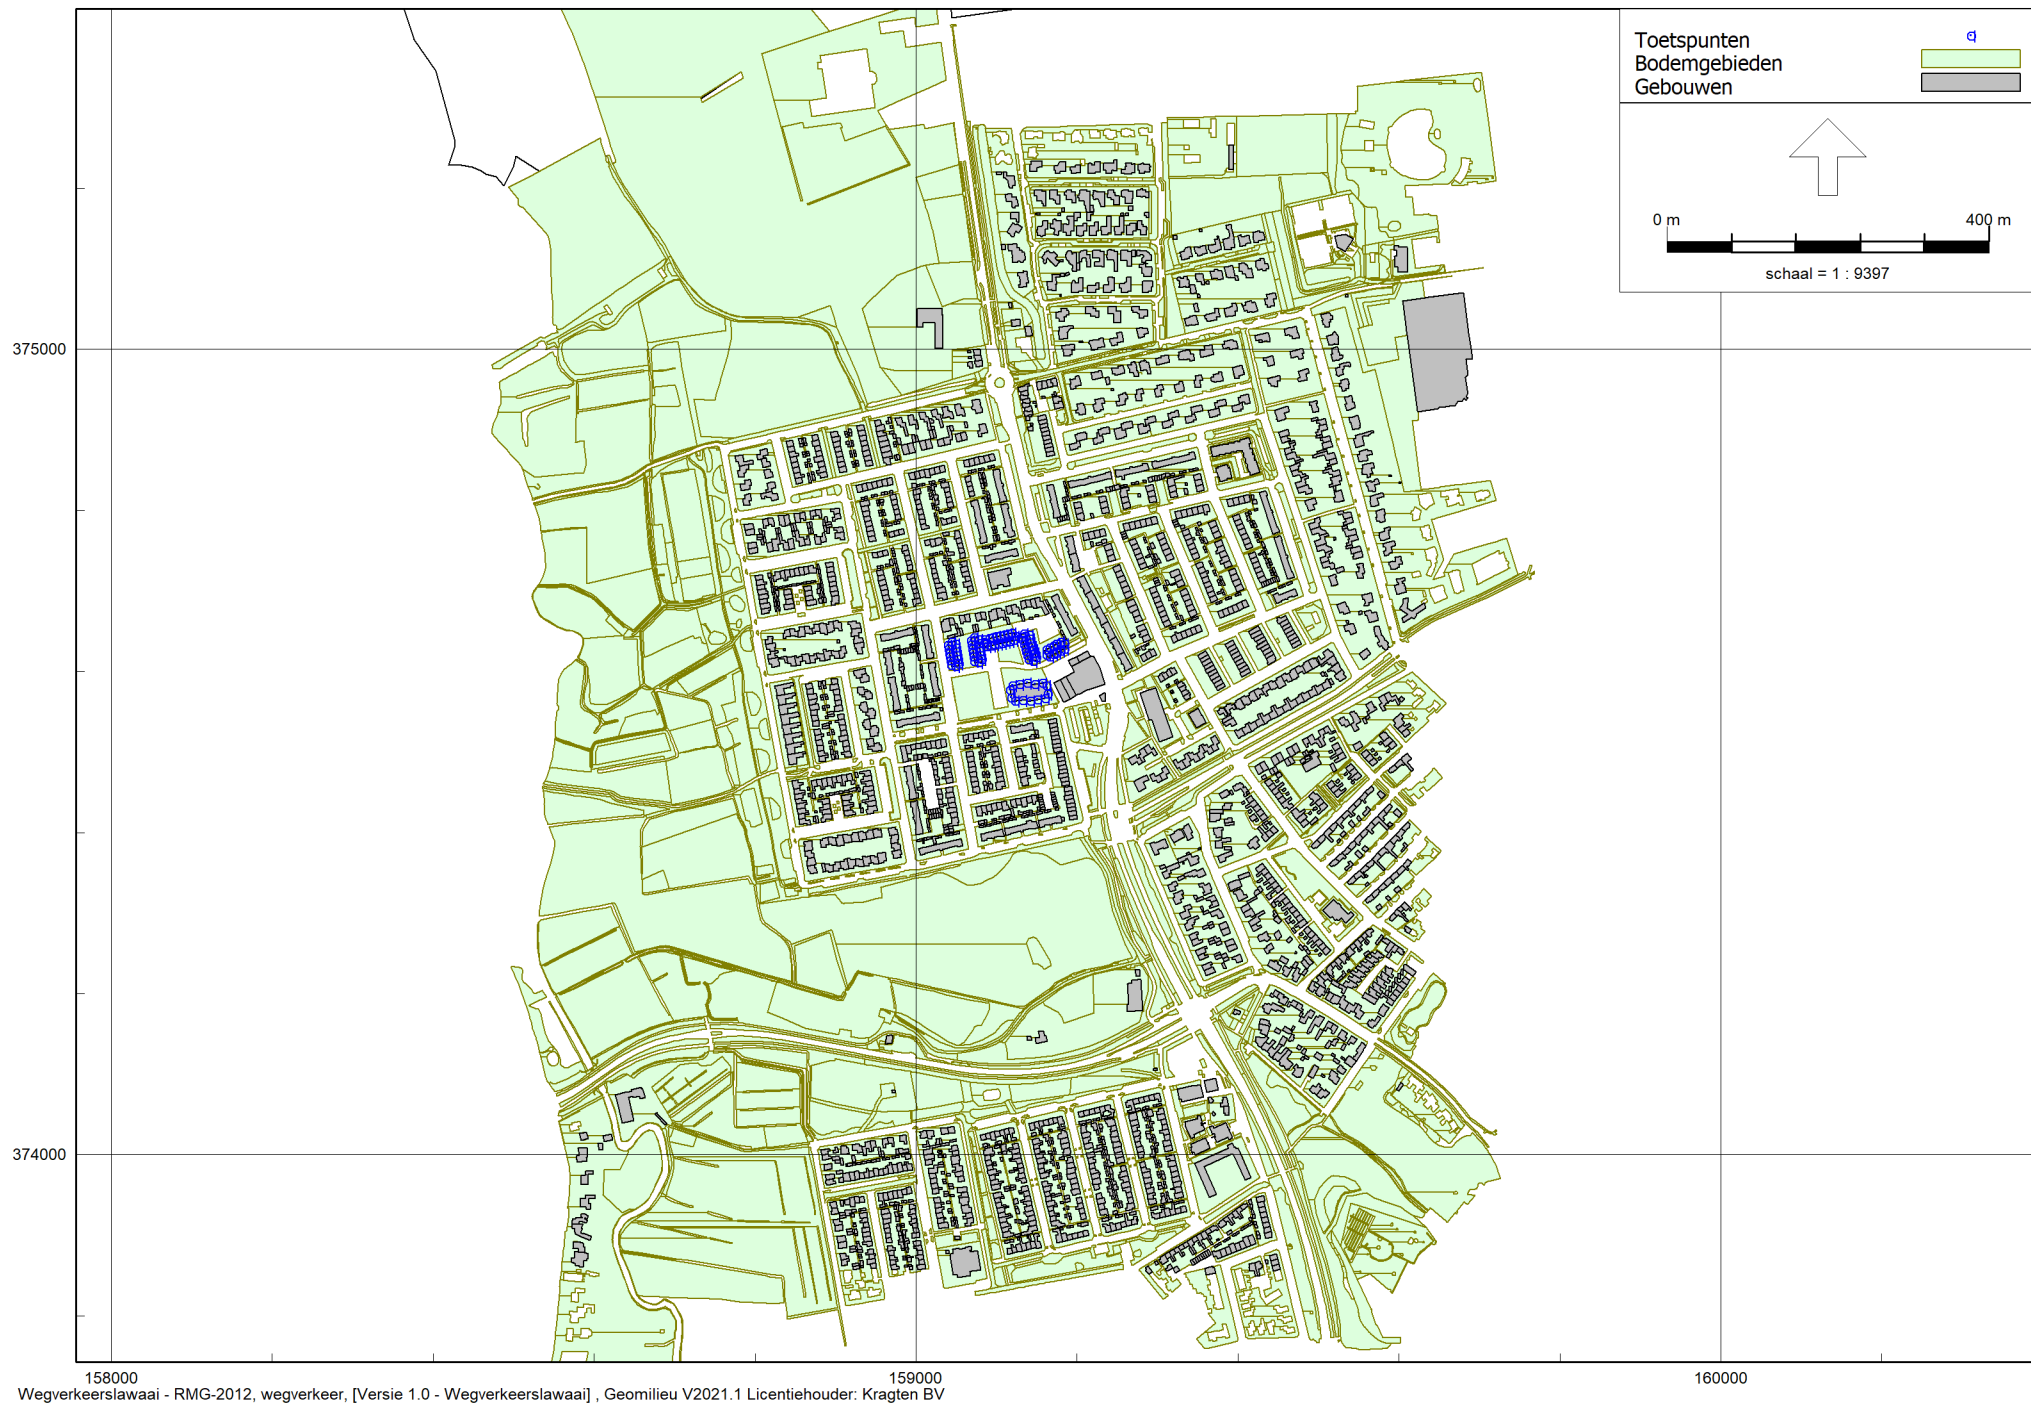 Toetspunten
Bodemgebieden
Gebouwen
0 m 400 m
schaal = 1 : 9397
375000
374000
158000 159000 160000
Wegverkeerslawaai - RMG-2012, wegverkeer, [Versie 1.0 - Wegverkeerslawaai] , Geomilieu V2021.1 Licentiehouder: Kragten BV